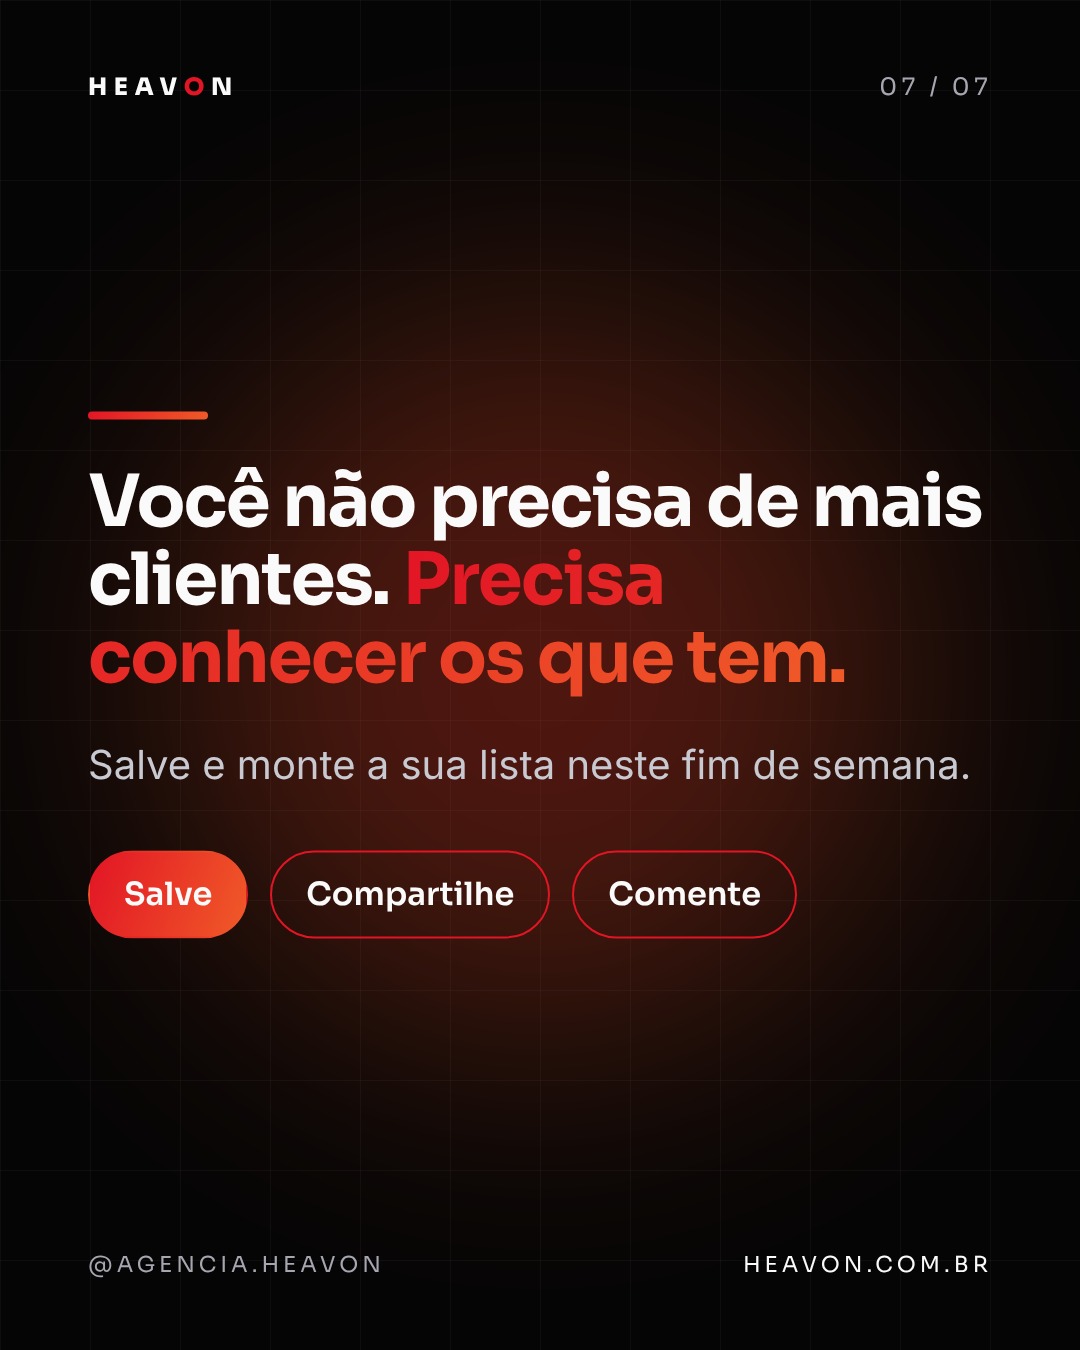 HEAVON
07 / 07
Você não precisa de mais
clientes. Precisa
conhecer os que tem.
Salve e monte a sua lista neste fim de semana.
Salve
Compartilhe
Comente
@AGENCIA.HEAVON
HEAVON.COM.BR